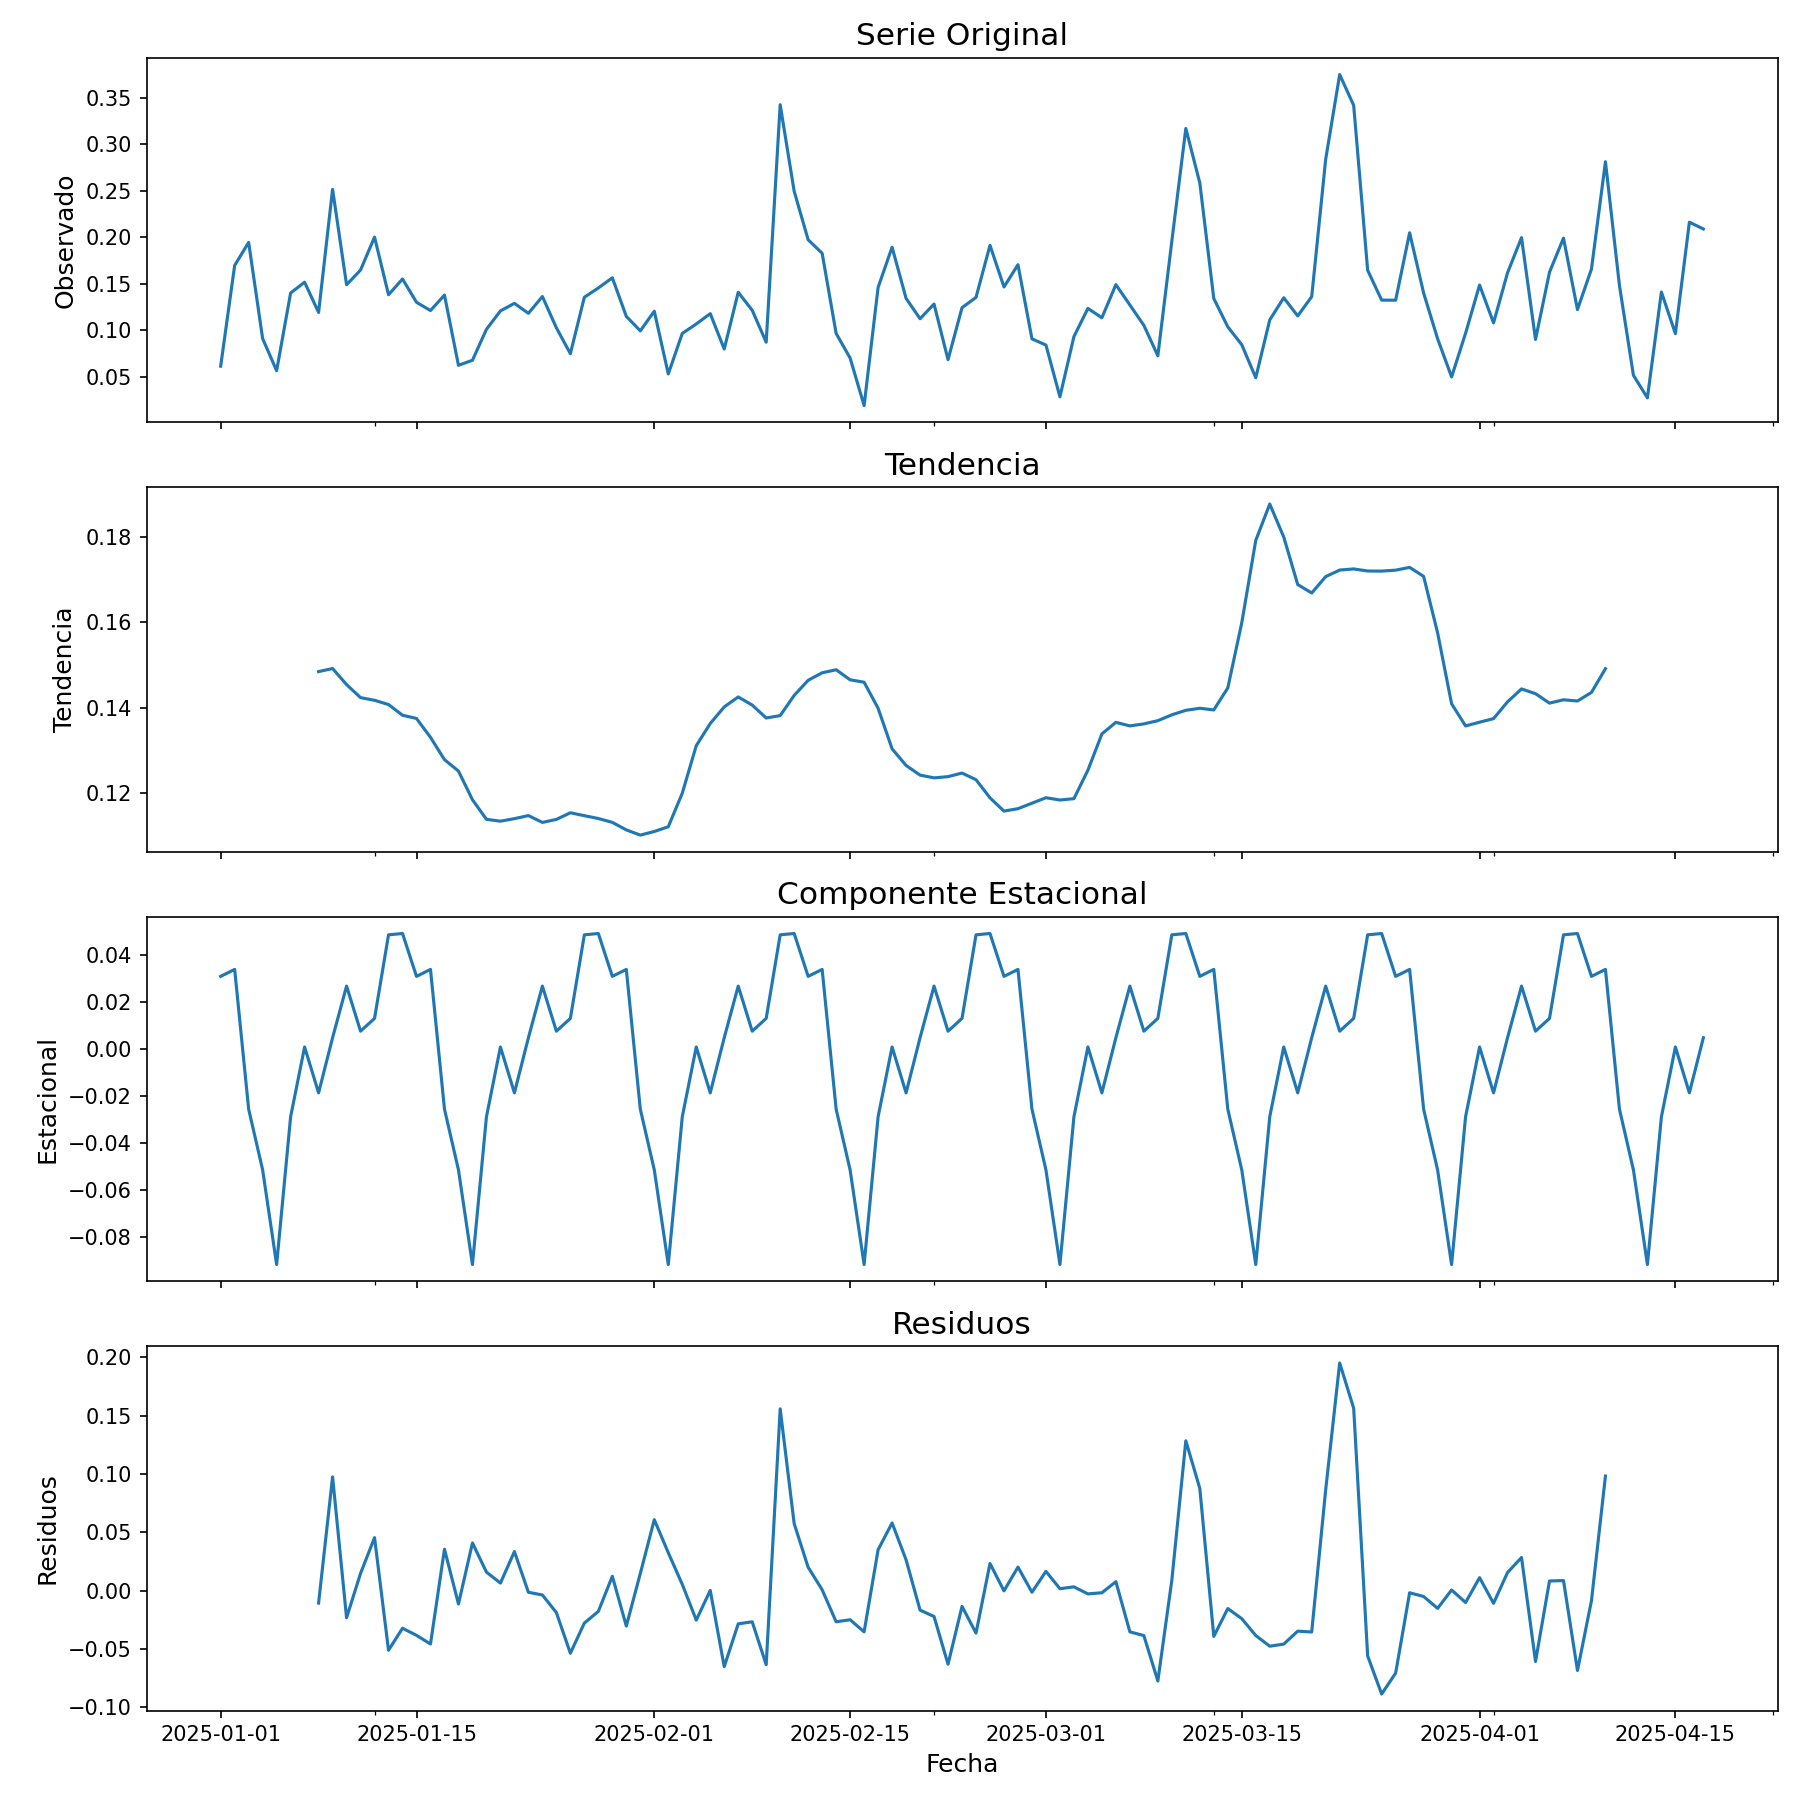 Serie Original
Observado
0.35
0.30
0.25
0.20
0.15
0.10
0.05
Tendencia
Tendencia
0.18
0.16
0.14
0.12
Componente Estacional
Estacional
0.04
0.02
0.00
−0.02
−0.04
−0.06
−0.08
Residuos
Residuos
0.20
0.15
0.10
0.05
0.00
−0.05
−0.10
2025-01-01 2025-01-15 2025-02-01 2025-02-15 2025-03-01 2025-03-15 2025-04-01 2025-04-15
Fecha